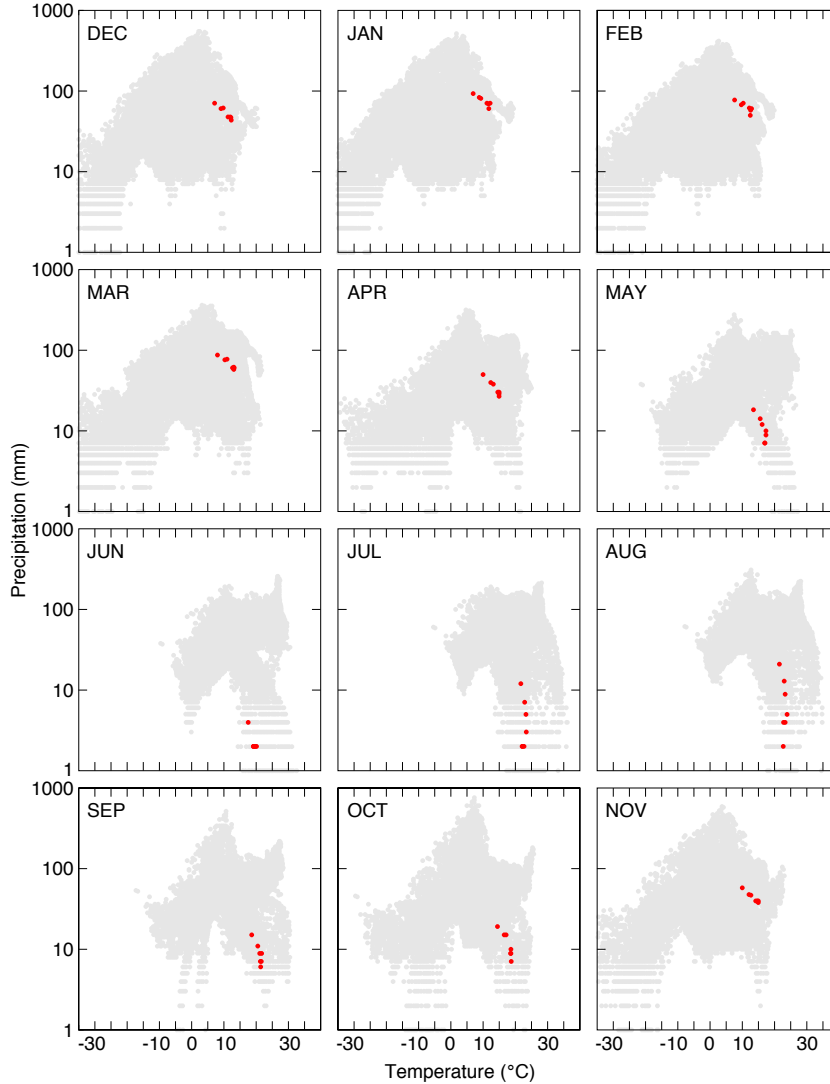 1000
100
10
1
DEC
JAN
FEB
1000
100
10
1
MAR
APR
MAY
Precipitation (mm)
1000
100
10
1
JUN
JUL
AUG
1000
100
10
1
SEP
OCT
NOV
-30 -10 0 10 30 -30 -10 0 10 30 -30 -10 0 10 30
Temperature (°C)